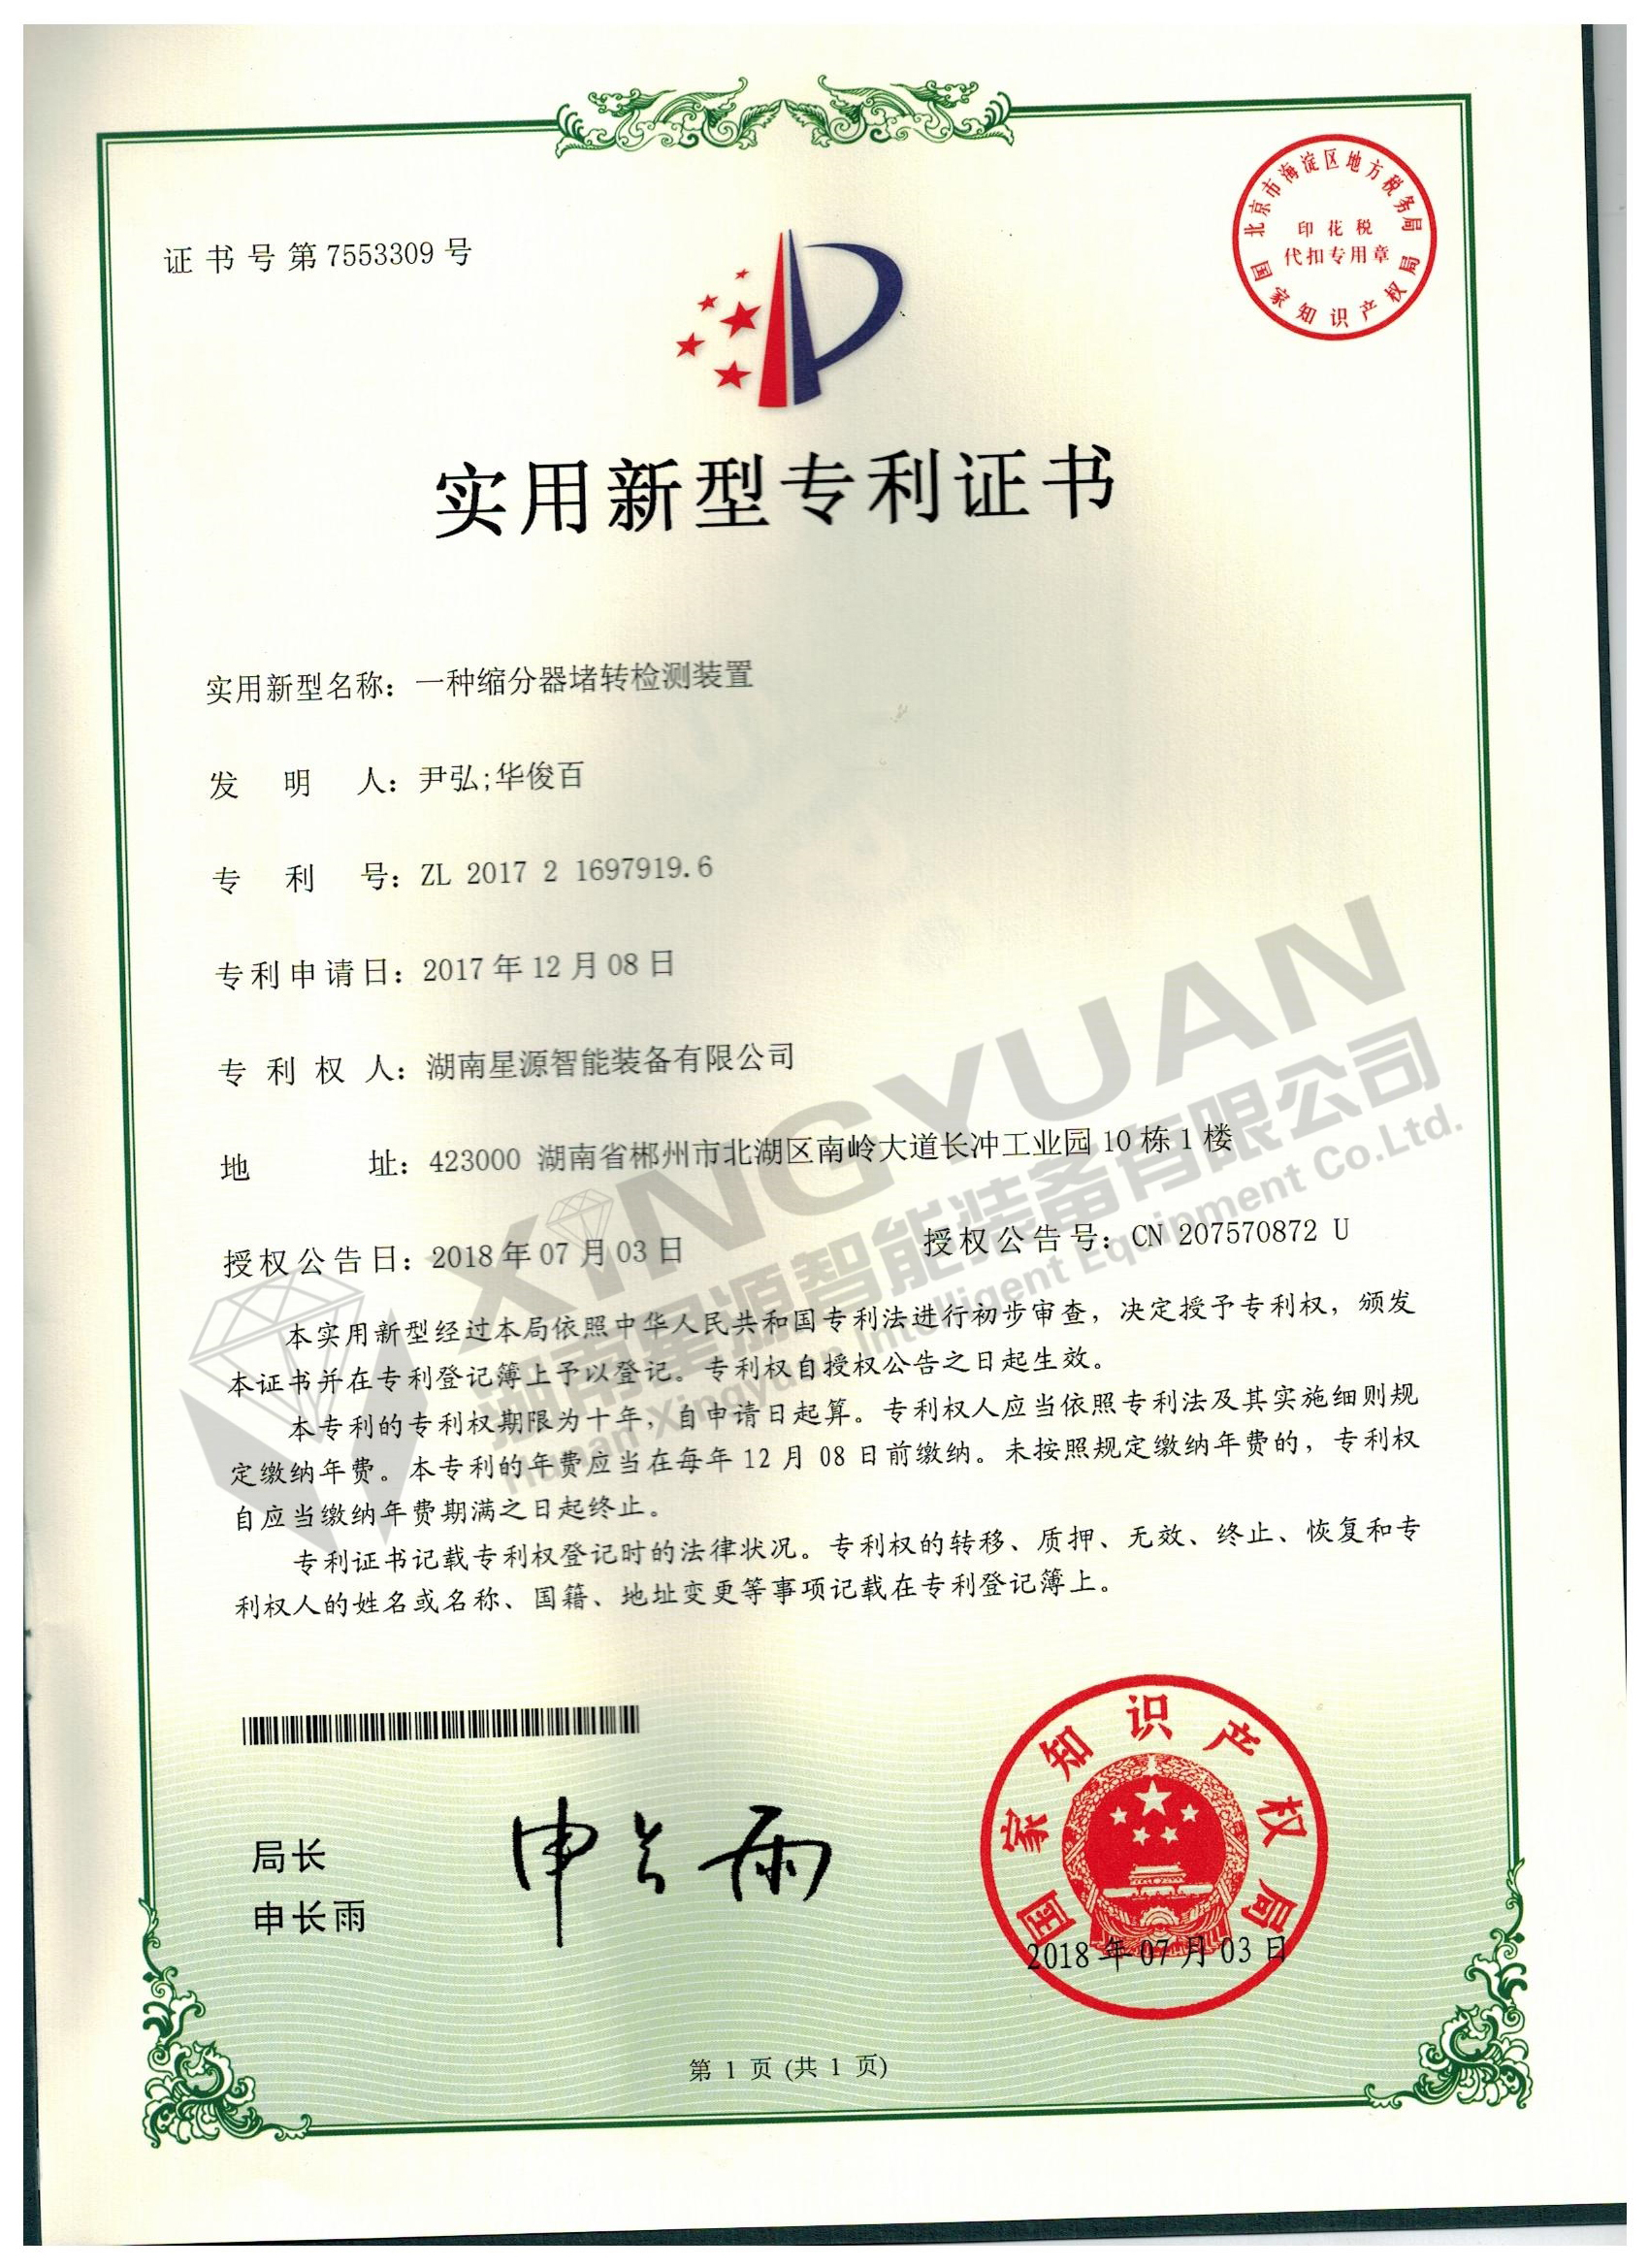 证书号第7553309号
北京市海淀区地方税务局
印花税
代扣专用章
国家知识产权局
实用新型专利证书
实用新型名称：一种缩分器堵转检测装置
发明人：尹弘;华俊百
专利号：ZL 2017 2 1697919.6
专利申请日：2017年12月08日
专利权人：湖南星源智能装备有限公司
地址：423000 湖南省郴州市北湖区南岭大道长冲工业园10栋1楼
授权公告日：2018年07月03日 授权公告号：CN 207570872 U
本实用新型经过本局依照中华人民共和国专利法进行初步审查，决定授予专利权，颁发
本证书并在专利登记簿上予以登记。专利权自授权公告之日起生效。
本专利的专利权期限为十年，自申请日起算。专利权人应当依照专利法及其实施细则规
定缴纳年费。本专利的年费应当在每年12月08日前缴纳。未按照规定缴纳年费的，专利权
自应当缴纳年费期满之日起终止。
专利证书记载专利权登记时的法律状况。专利权的转移、质押、无效、终止、恢复和专
利权人的姓名或名称、国籍、地址变更等事项记载在专利登记簿上。
XINGYUAN
湖南星源智能装备有限公司
Hunan Xingyuan Intelligent Equipment Co.Ltd.
局长
申长雨
申长雨
国家知识产权局
2018年07月03日
第1页(共1页)